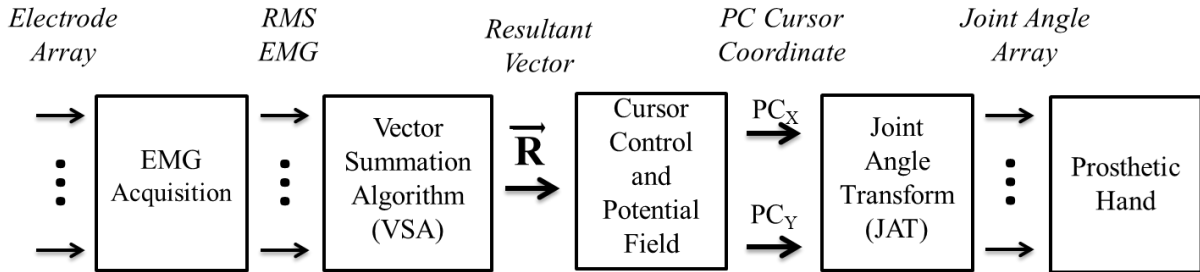 Electrode
Array
RMS
EMG
Resultant
Vector
PC Cursor
Coordinate
Joint Angle
Array
EMG
Acquisition
Vector
Summation
Algorithm
(VSA)
R
Cursor
Control
and
Potential
Field
PCX
PCY
Joint
Angle
Transform
(JAT)
Prosthetic
Hand